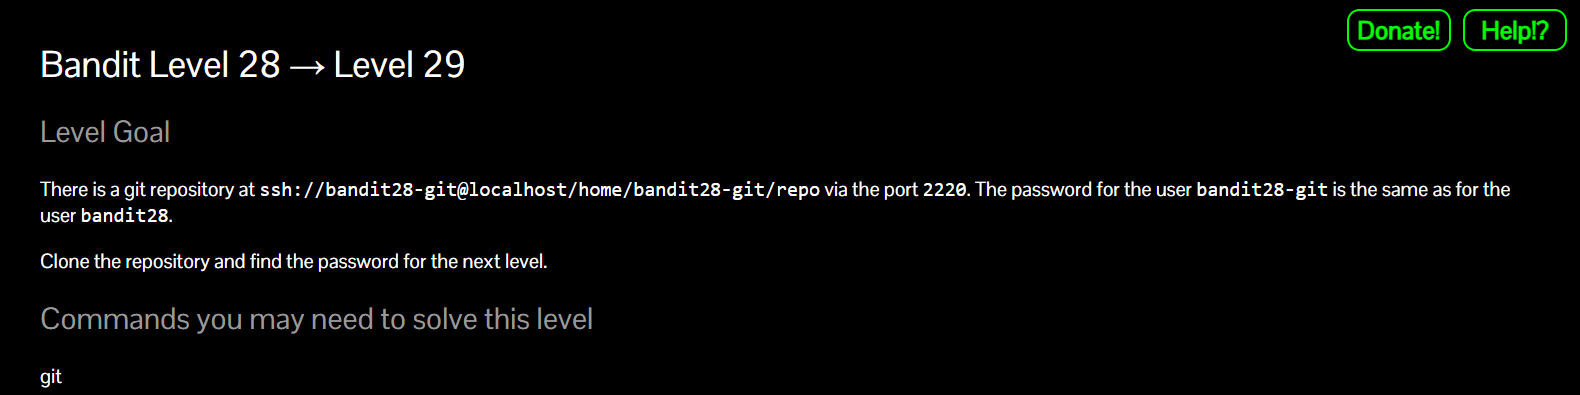 Donate! Help!?
Bandit Level 28 → Level 29
Level Goal
There is a git repository at ssh://bandit28-git@localhost/home/bandit28-git/repo via the port 2220. The password for the user bandit28-git is the same as for the
user bandit28.
Clone the repository and find the password for the next level.
Commands you may need to solve this level
git